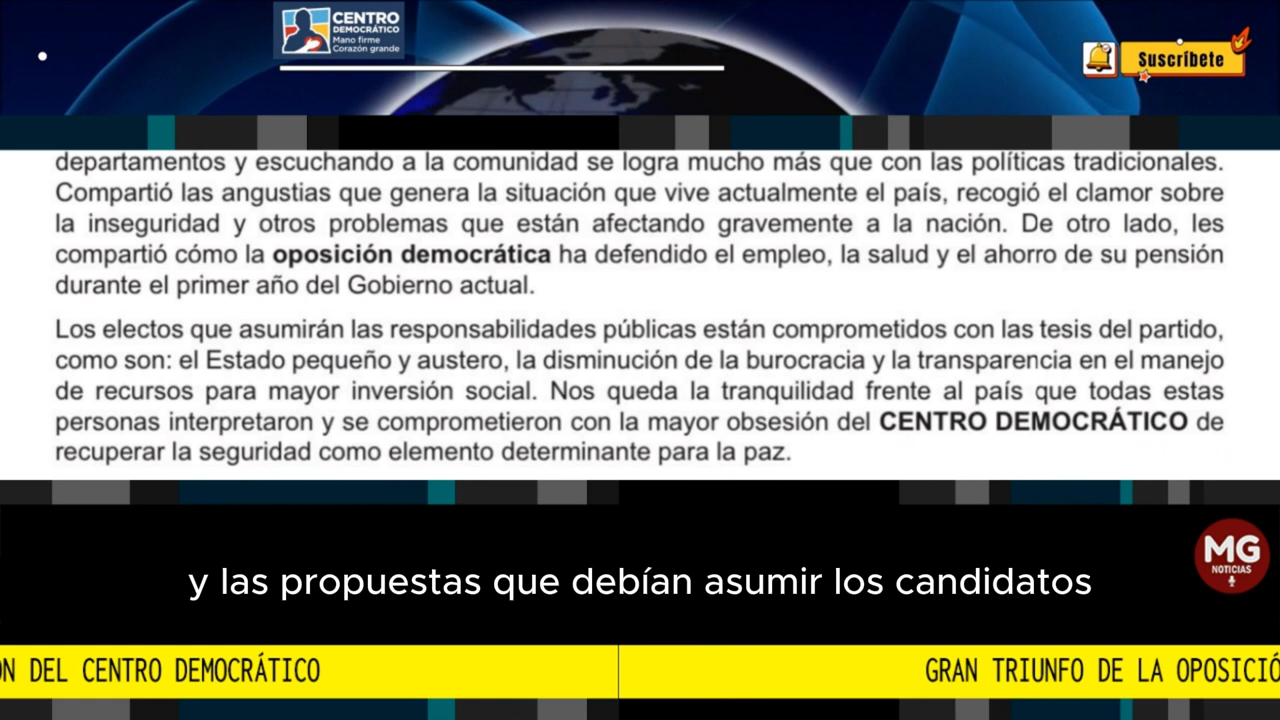 CENTRO
DEMOCRÁTICO
Mano firme
Corazón grande
Suscríbete
departamentos y escuchando a la comunidad se logra mucho más que con las políticas tradicionales.
Compartió las angustias que genera la situación que vive actualmente el país, recogió el clamor sobre
la inseguridad y otros problemas que están afectando gravemente a la nación. De otro lado, les
compartió cómo la oposición democrática ha defendido el empleo, la salud y el ahorro de su pensión
durante el primer año del Gobierno actual.
Los electos que asumirán las responsabilidades públicas están comprometidos con las tesis del partido,
como son: el Estado pequeño y austero, la disminución de la burocracia y la transparencia en el manejo
de recursos para mayor inversión social. Nos queda la tranquilidad frente al país que todas estas
personas interpretaron y se comprometieron con la mayor obsesión del CENTRO DEMOCRÁTICO de
recuperar la seguridad como elemento determinante para la paz.
MG
NOTICIAS
y las propuestas que debían asumir los candidatos
ÓN DEL CENTRO DEMOCRÁTICO
GRAN TRIUNFO DE LA OPOSICIÓ